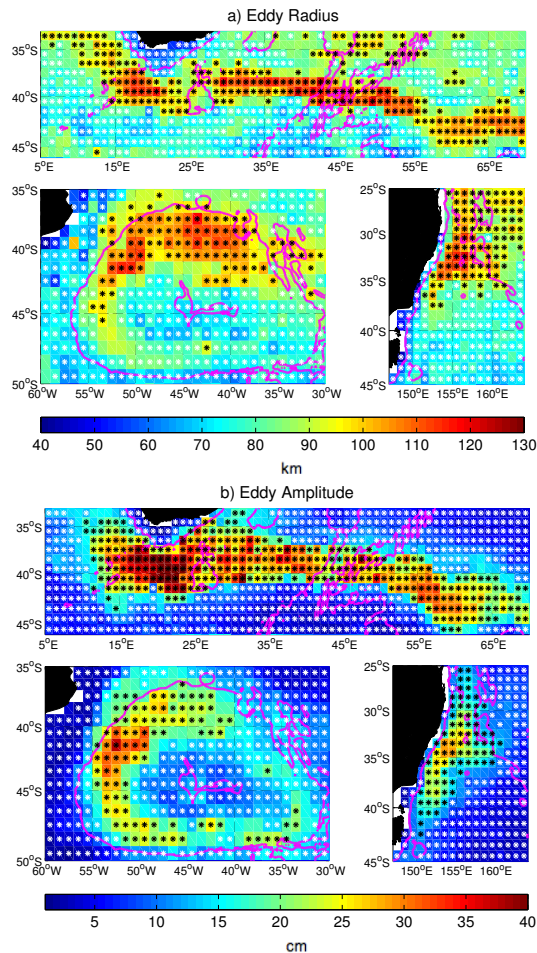 a) Eddy Radius
35°S
40°S
45°S
5°E 15°E 25°E 35°E 45°E 55°E 65°E
35°S
40°S
45°S
50°S
60°W 55°W 50°W 45°W 40°W 35°W 30°W
25°S
30°S
35°S
40°S
45°S
150°E 155°E 160°E
40 50 60 70 80 90 100 110 120 130
km
b) Eddy Amplitude
35°S
40°S
45°S
5°E 15°E 25°E 35°E 45°E 55°E 65°E
35°S
40°S
45°S
50°S
60°W 55°W 50°W 45°W 40°W 35°W 30°W
25°S
30°S
35°S
40°S
45°S
150°E 155°E 160°E
5 10 15 20 25 30 35 40
cm